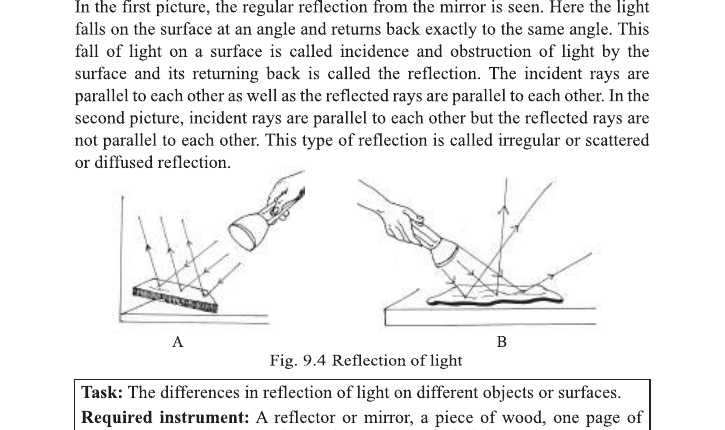 In the first picture, the regular reflection from the mirror is seen. Here the light
falls on the surface at an angle and returns back exactly to the same angle. This
fall of light on a surface is called incidence and obstruction of light by the
surface and its returning back is called the reflection. The incident rays are
parallel to each other as well as the reflected rays are parallel to each other. In the
second picture, incident rays are parallel to each other but the reflected rays are
not parallel to each other. This type of reflection is called irregular or scattered
or diffused reflection.
A
B
Fig. 9.4 Reflection of light
Task: The differences in reflection of light on different objects or surfaces.
Required instrument: A reflector or mirror, a piece of wood, one page of